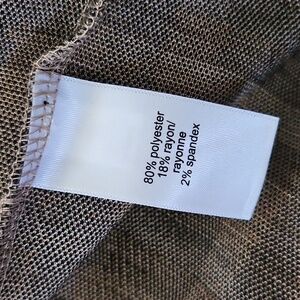 80% polyester
18% rayon/
rayonne
2% spandex